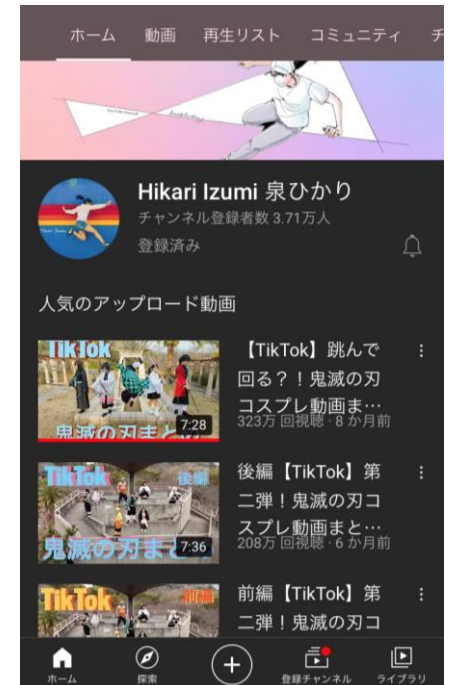 ホーム 動画 再生リスト コミュニティ チ
Hikari Izumi 泉ひかり
チャンネル登録者数 3.71万人
登録済み
人気のアップロード動画
TikTok
鬼滅の刃まとめ
7:28
【TikTok】跳んで
回る？！鬼滅の刃
コスプレ動画ま…
323万 回視聴・8 か月前
TikTok 後編
鬼滅の刃まとめ
7:36
後編【TikTok】第
二弾！鬼滅の刃コ
スプレ動画まと…
208万 回視聴・6 か月前
TikTok 前編
前編【TikTok】第
二弾！鬼滅の刃コ
ホーム 探索 登録チャンネル ライブラリ